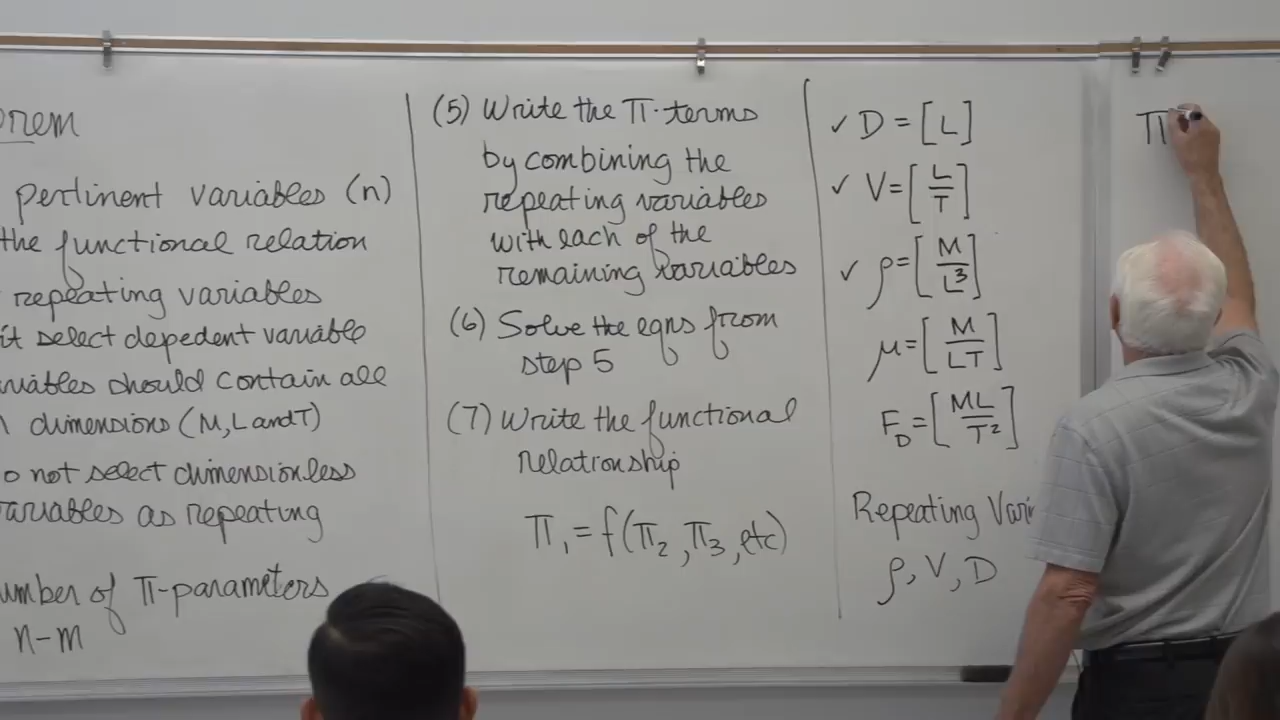 orem
pertinent variables (n)
the functional relation
repeating variables
it select depedent variable
riables should contain all
dimensions (M, L and T)
o not select dimensionless
ariables as repeating
umber of π-parameters
n-m
(5) Write the π-terms
by combining the
repeating variables
with each of the
remaining variables
(6) Solve the eqns from
step 5
(7) Write the functional
relationship
π₁ = f(π₂, π₃, etc)
✓ D = [L]
✓ V = [L/T]
✓ ρ = [M/L³]
μ = [M/LT]
F_D = [ML/T²]
Repeating Vari
ρ, V, D
π